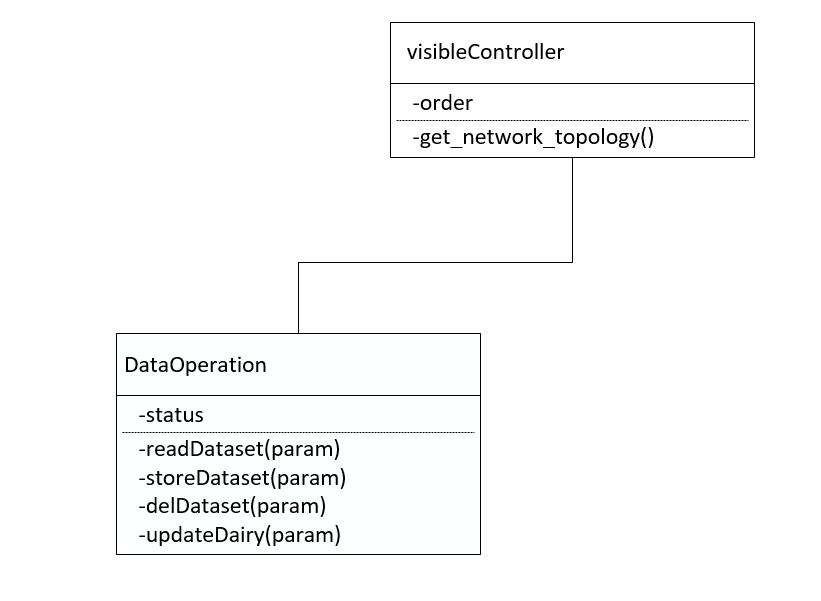 visibleController
-order
-get_network_topology()
DataOperation
-status
-readDataset(param)
-storeDataset(param)
-delDataset(param)
-updateDairy(param)